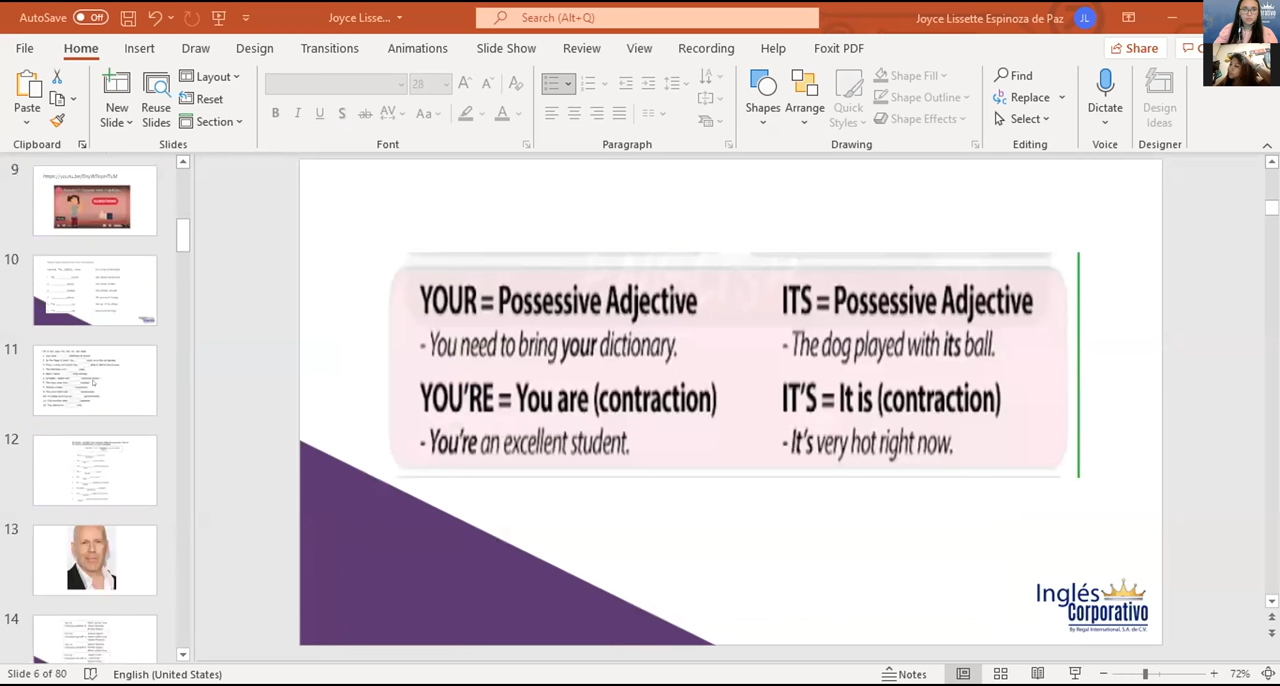 AutoSave Off
Joyce Lisse...
Search (Alt+Q)
Joyce Lissette Espinoza de Paz
JL
File Home Insert Draw Design Transitions Animations Slide Show Review View Recording Help Foxit PDF
Share
Paste
New Slide
Reuse Slides
Layout
Reset
Section
28
Shapes
Arrange
Quick Styles
Shape Fill
Shape Outline
Shape Effects
Find
Replace
Select
Dictate
Design Ideas
Clipboard Slides Font Paragraph Drawing Editing Voice Designer
9
10
11
12
13
14
YOUR = Possessive Adjective
- You need to bring your dictionary.
YOU'RE = You are (contraction)
- You're an excellent student.
ITS = Possessive Adjective
- The dog played with its ball.
IT'S = It is (contraction)
- It's very hot right now.
Inglés
Corporativo
By Regal International, S.A. de C.V.
Slide 6 of 80
English (United States)
Notes
72%